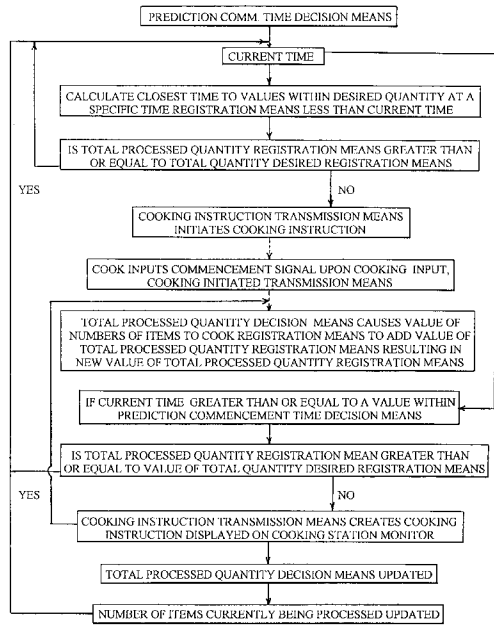 PREDICTION COMM. TIME DECISION MEANS
CURRENT TIME
CALCULATE CLOSEST TIME TO VALUES WITHIN DESIRED QUANTITY AT A
SPECIFIC TIME REGISTRATION MEANS LESS THAN CURRENT TIME
IS TOTAL PROCESSED QUANTITY REGISTRATION MEANS GREATER THAN
OR EQUAL TO TOTAL QUANTITY DESIRED REGISTRATION MEANS
YES
NO
COOKING INSTRUCTION TRANSMISSION MEANS
INITIATES COOKING INSTRUCTION
COOK INPUTS COMMENCEMENT SIGNAL UPON COOKING INPUT,
COOKING INITIATED TRANSMISSION MEANS
TOTAL PROCESSED QUANTITY DECISION MEANS CAUSES VALUE OF
NUMBERS OF ITEMS TO COOK REGISTRATION MEANS TO ADD VALUE OF
TOTAL PROCESSED QUANTITY REGISTRATION MEANS RESULTING IN
NEW VALUE OF TOTAL PROCESSED QUANTITY REGISTRATION MEANS
IF CURRENT TIME GREATER THAN OR EQUAL TO A VALUE WITHIN
PREDICTION COMMENCEMENT TIME DECISION MEANS
IS TOTAL PROCESSED QUANTITY REGISTRATION MEAN GREATER THAN
OR EQUAL TO VALUE OF TOTAL QUANTITY DESIRED REGISTRATION MEANS
YES
NO
COOKING INSTRUCTION TRANSMISSION MEANS CREATES COOKING
INSTRUCTION DISPLAYED ON COOKING STATION MONITOR
TOTAL PROCESSED QUANTITY DECISION MEANS UPDATED
NUMBER OF ITEMS CURRENTLY BEING PROCESSED UPDATED